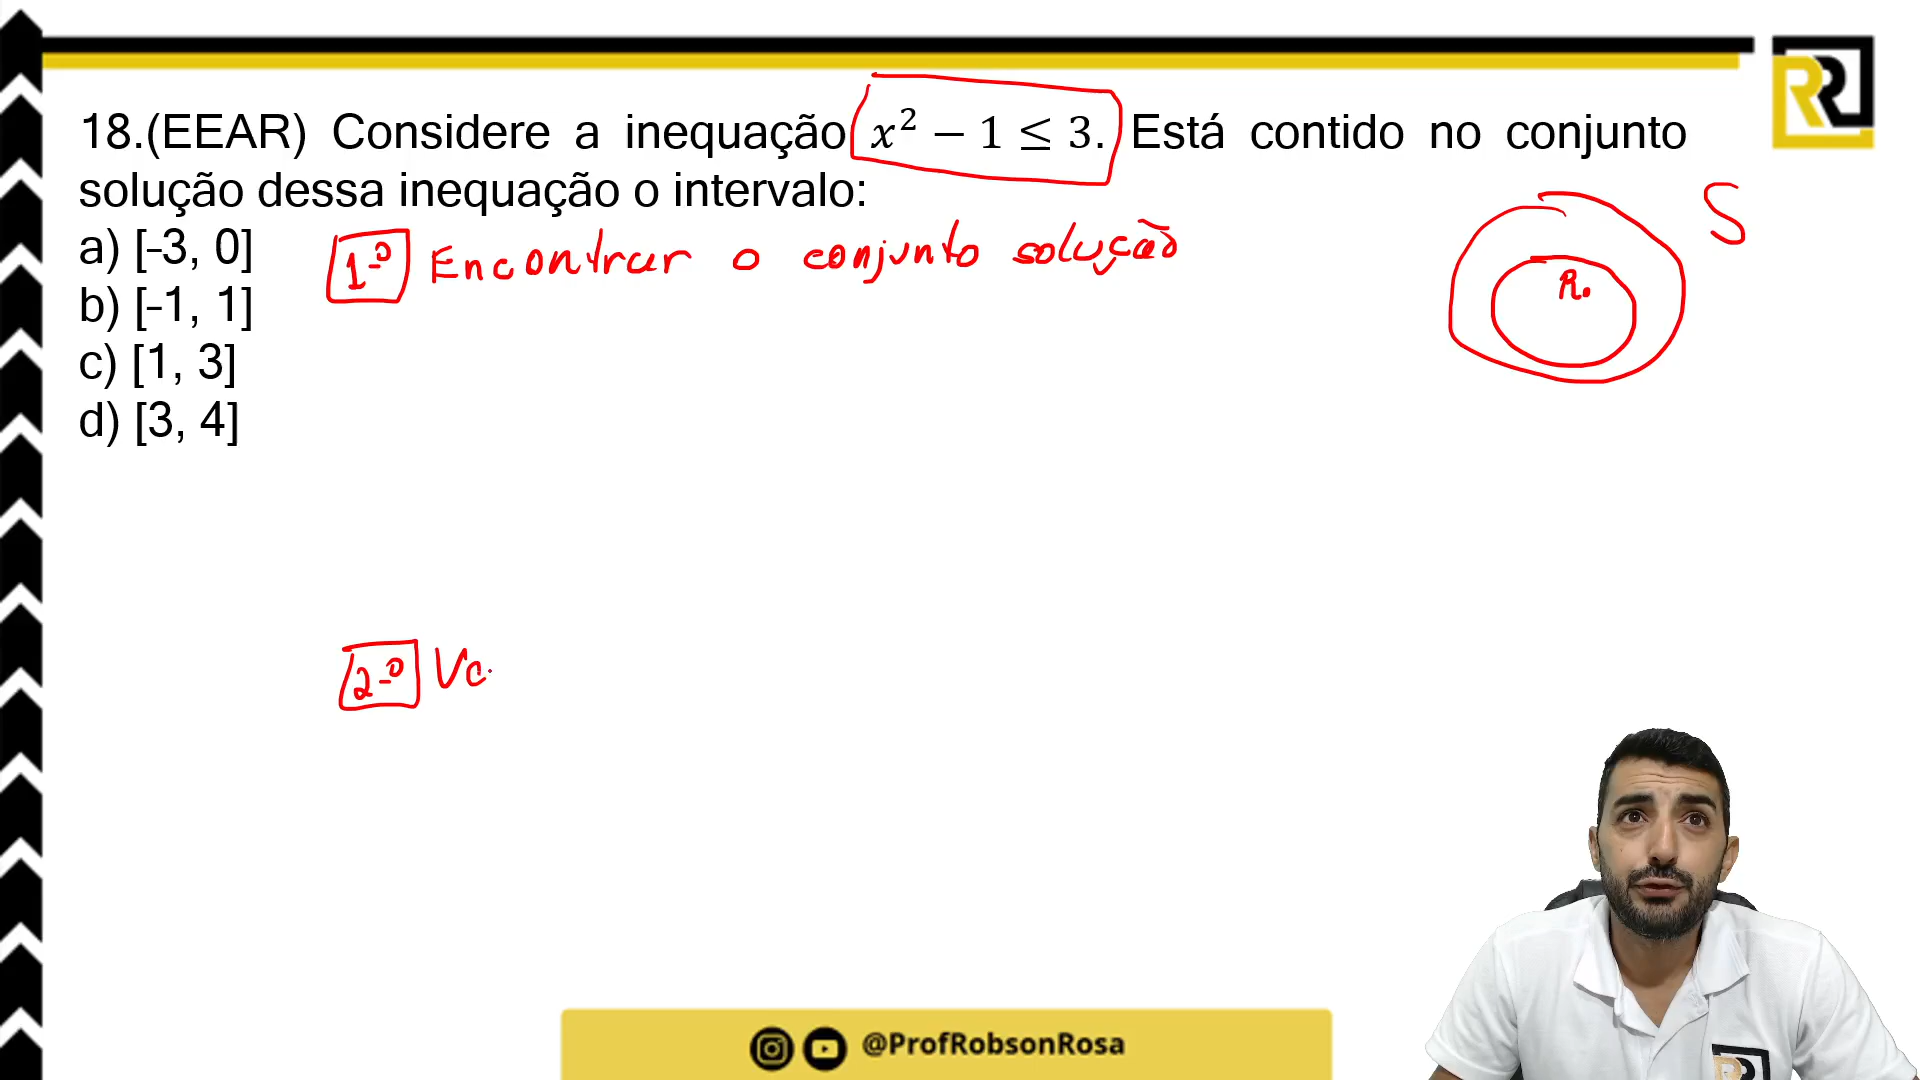 18.(EEAR) Considere a inequação x² − 1 ≤ 3. Está contido no conjunto
solução dessa inequação o intervalo:
a) [-3, 0]
b) [-1, 1]
c) [1, 3]
d) [3, 4]
1º Encontrar o conjunto solução
S
R.
2º
@ProfRobsonRosa
RR